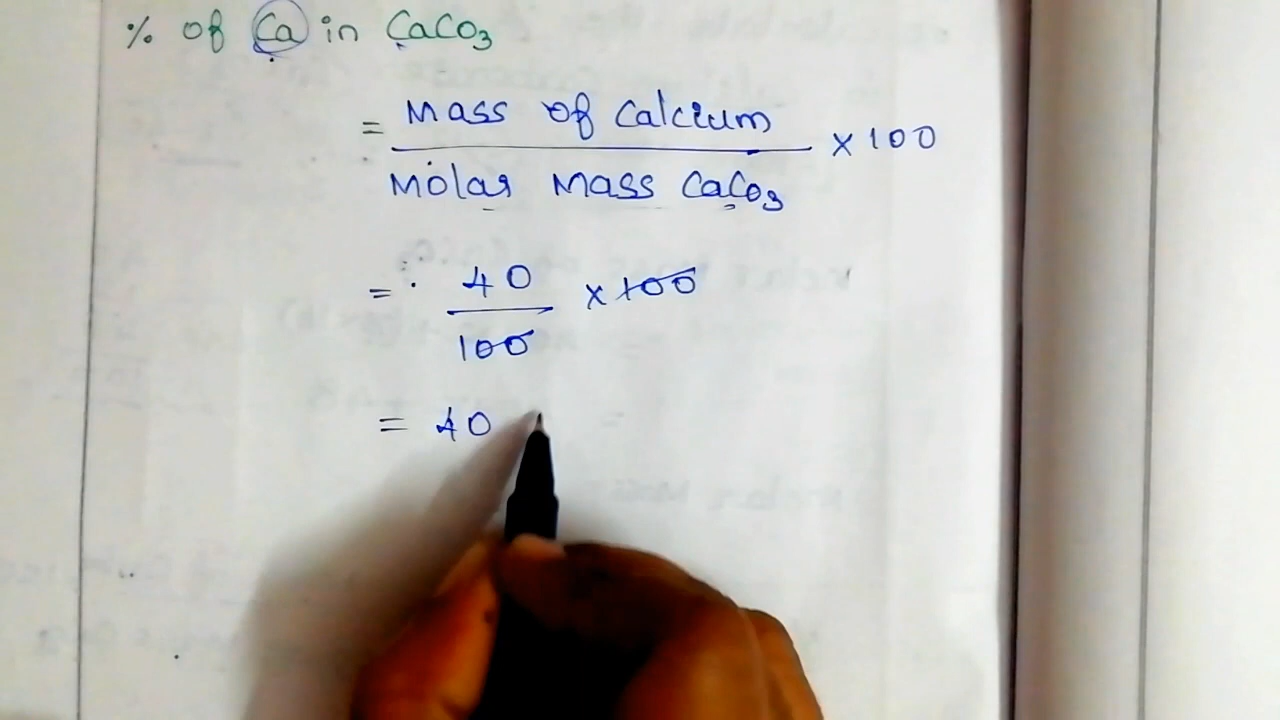 % of Ca in CaCO3
= Mass of Calcium
x 100
Molar Mass CaCO3
= 40
x 100
100
= 40